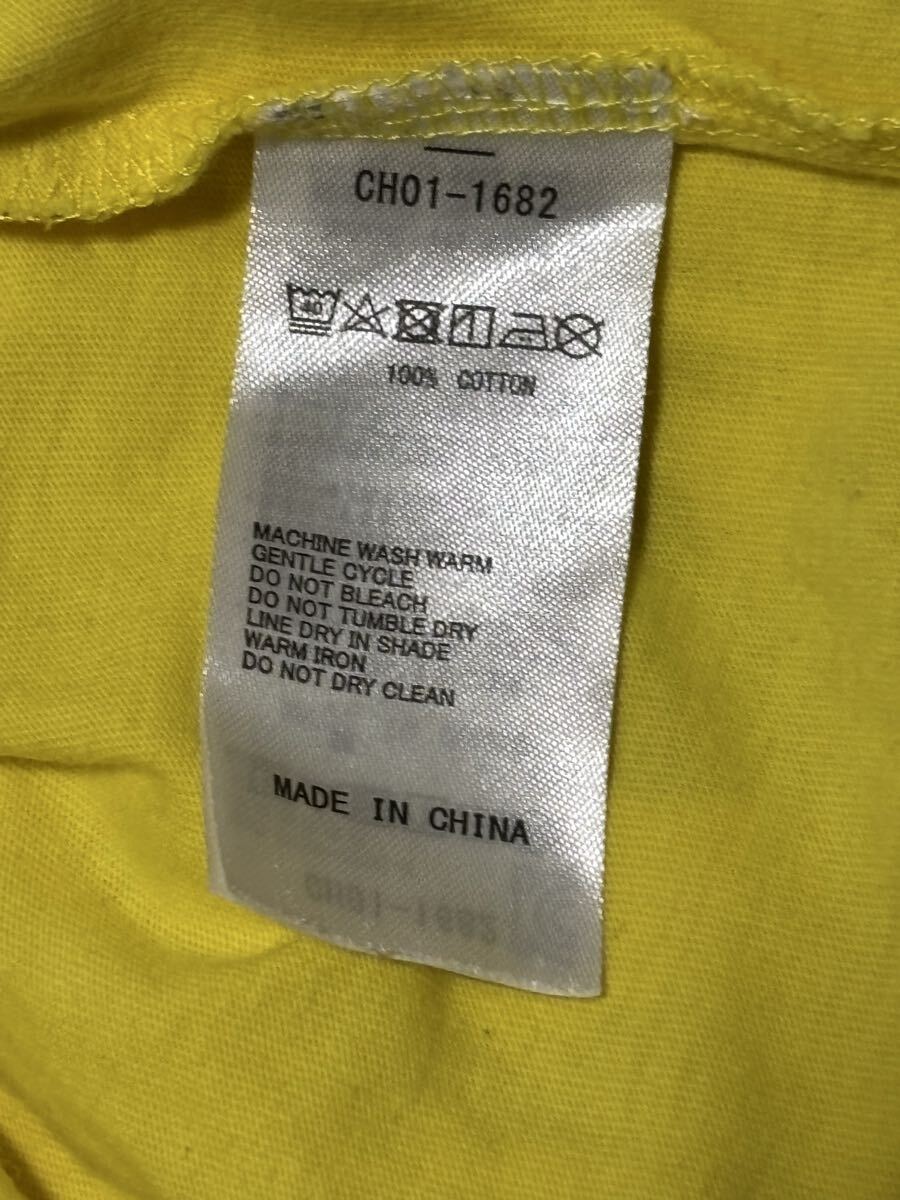 CH01-1682
40
100% COTTON
MACHINE WASH WARM
GENTLE CYCLE
DO NOT BLEACH
DO NOT TUMBLE DRY
LINE DRY IN SHADE
WARM IRON
DO NOT DRY CLEAN
MADE IN CHINA